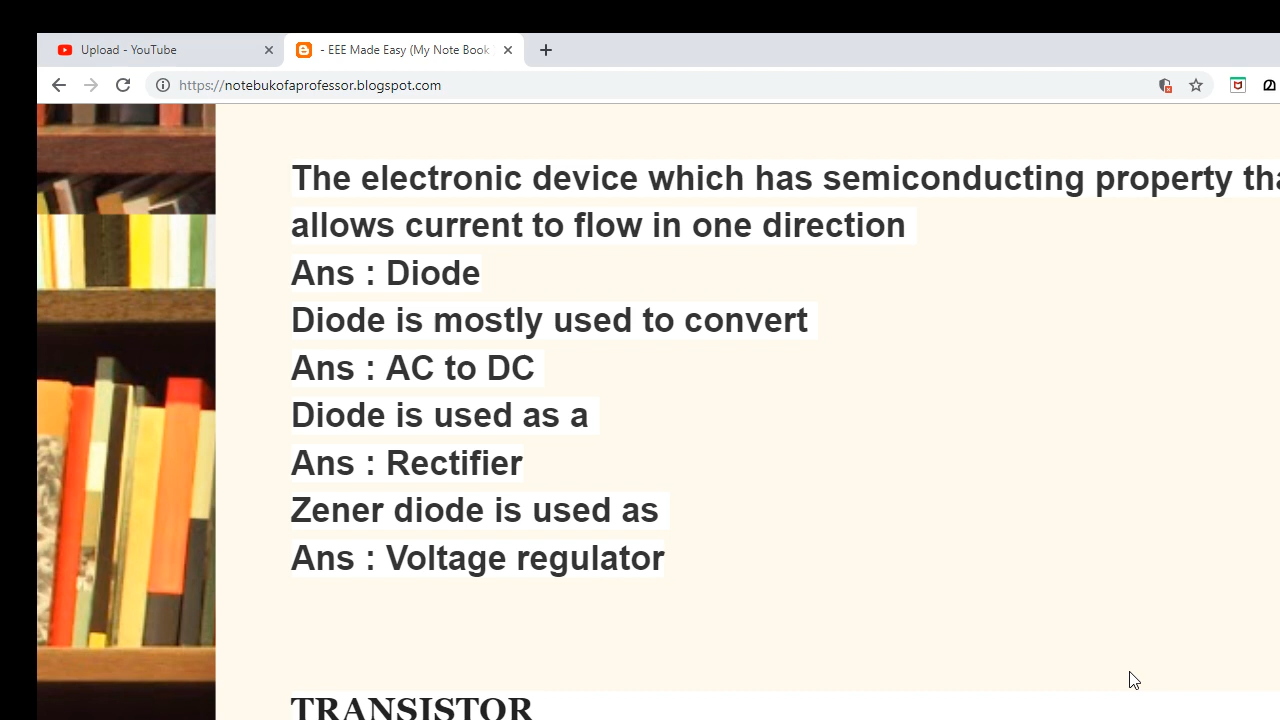 Upload - YouTube
- EEE Made Easy (My Note Book
https://notebukofaprofessor.blogspot.com
The electronic device which has semiconducting property
allows current to flow in one direction
Ans : Diode
Diode is mostly used to convert
Ans : AC to DC
Diode is used as a
Ans : Rectifier
Zener diode is used as
Ans : Voltage regulator
TRANSISTOR